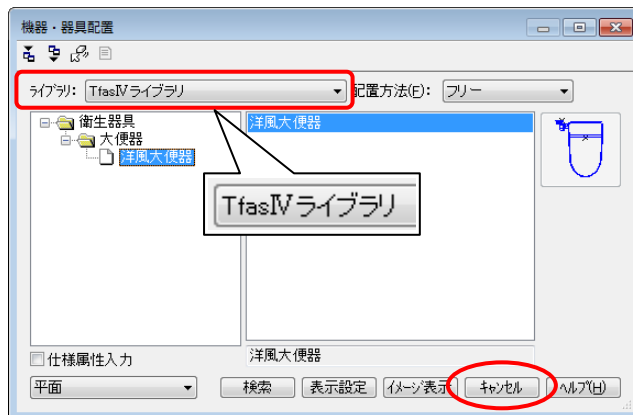 機器・器具配置
ライブラリ: TfasⅣライブラリ 配置方法(F): フリー
衛生器具 洋風大便器
大便器
洋風大便器
TfasⅣライブラリ
仕様属性入力 洋風大便器
平面 検索 表示設定 イメージ表示 キャンセル ヘルプ(H)